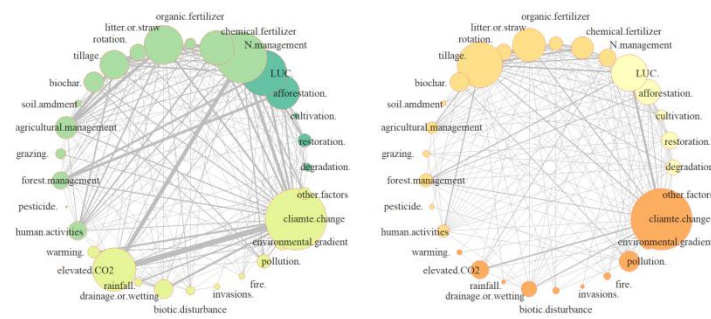 organic.fertilizer
litter.or.straw
chemical.fertilizer
rotation.
N.management
tillage.
LUC.
biochar.
afforestation.
soil.amdment
cultivation.
agricultural.management
restoration.
grazing.
degradation.
forest.management
other.factors
pesticide.
cliamte.change
human.activities
environmental.gradient
warming.
pollution.
elevated.CO2
fire.
rainfall.
invasions.
drainage.or.wetting
biotic.disturbance
organic.fertilizer
litter.or.straw
chemical.fertilizer
rotation.
N.management
tillage.
LUC.
biochar.
afforestation.
soil.amdment
cultivation.
agricultural.management
restoration.
grazing.
degradation.
forest.management
other.factors
pesticide.
cliamte.change
human.activities
environmental.gradient
warming.
pollution.
elevated.CO2
fire.
rainfall.
invasions.
drainage.or.wetting
biotic.disturbance